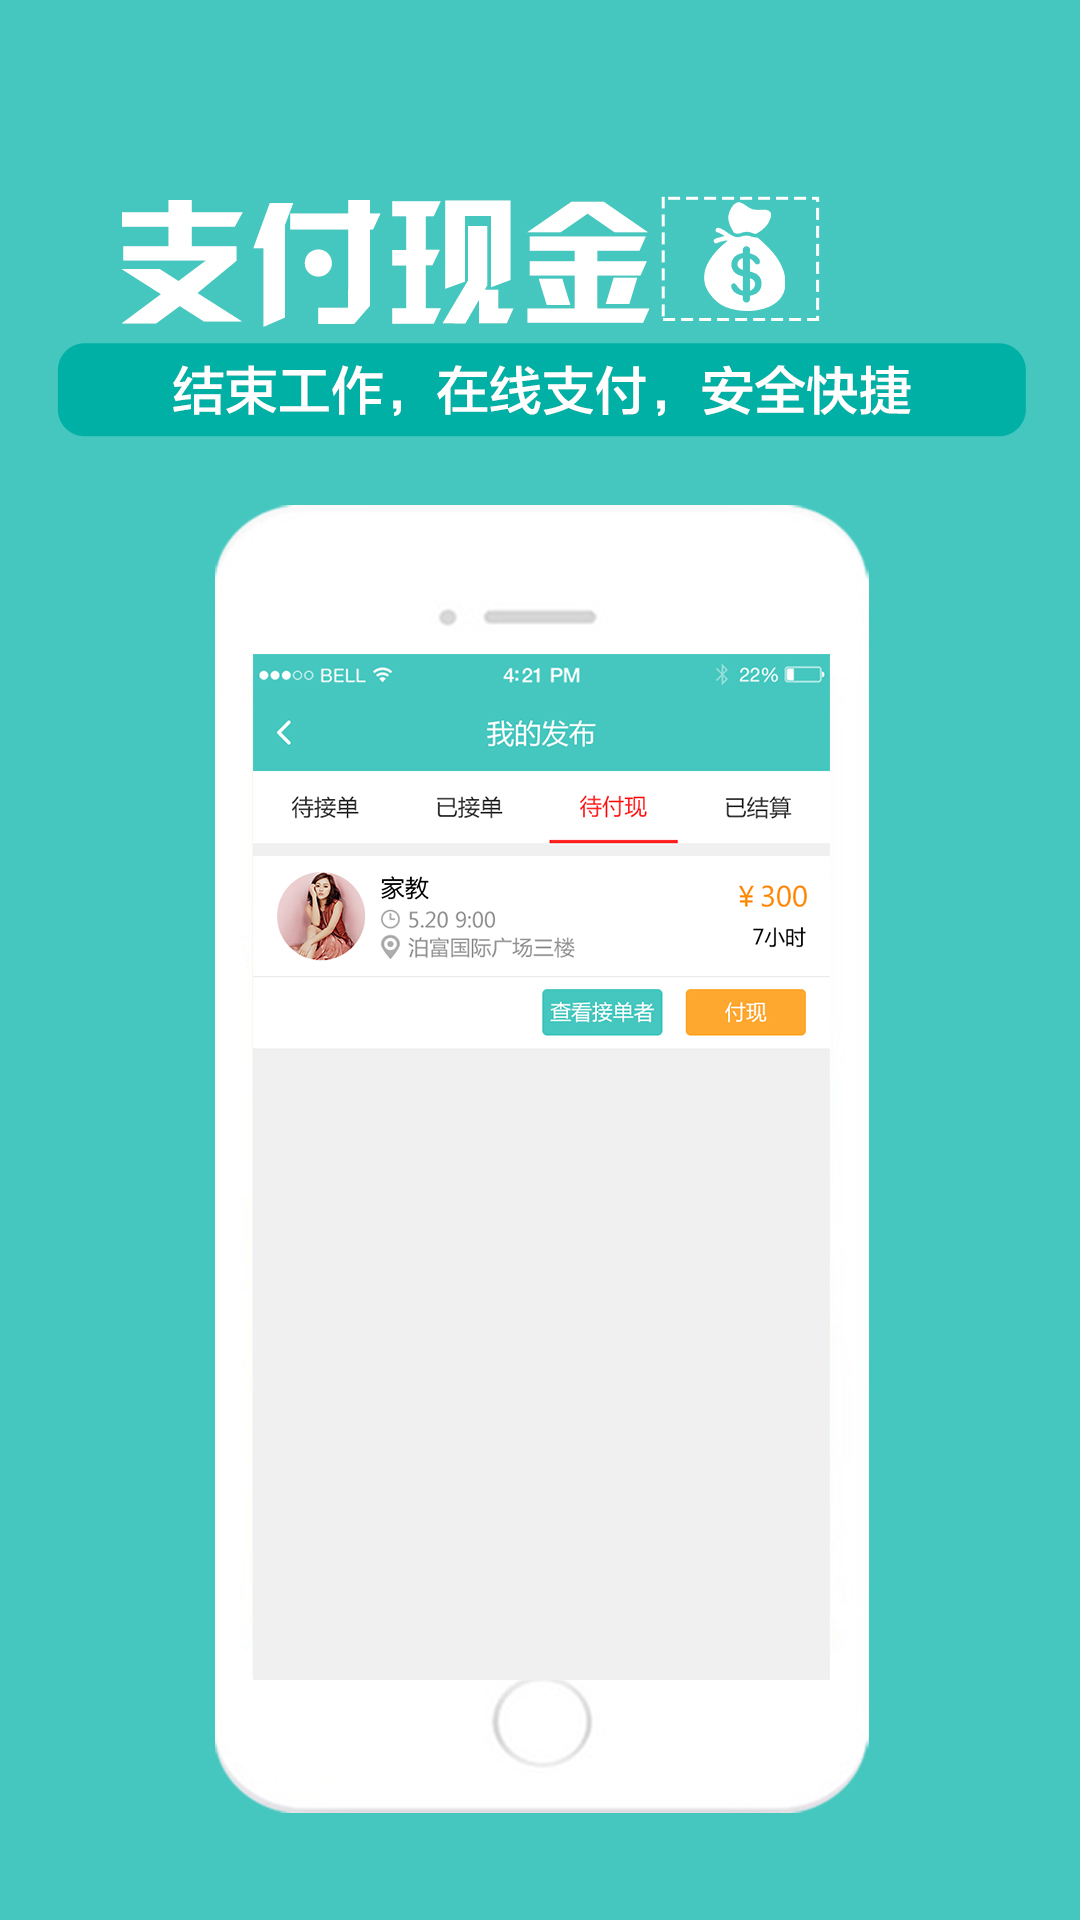 支付现金
结束工作，在线支付，安全快捷
BELL 4:21 PM 22%
我的发布
待接单 已接单 待付现 已结算
家教 ¥300
5.20 9:00
7小时
泊富国际广场三楼
查看接单者 付现